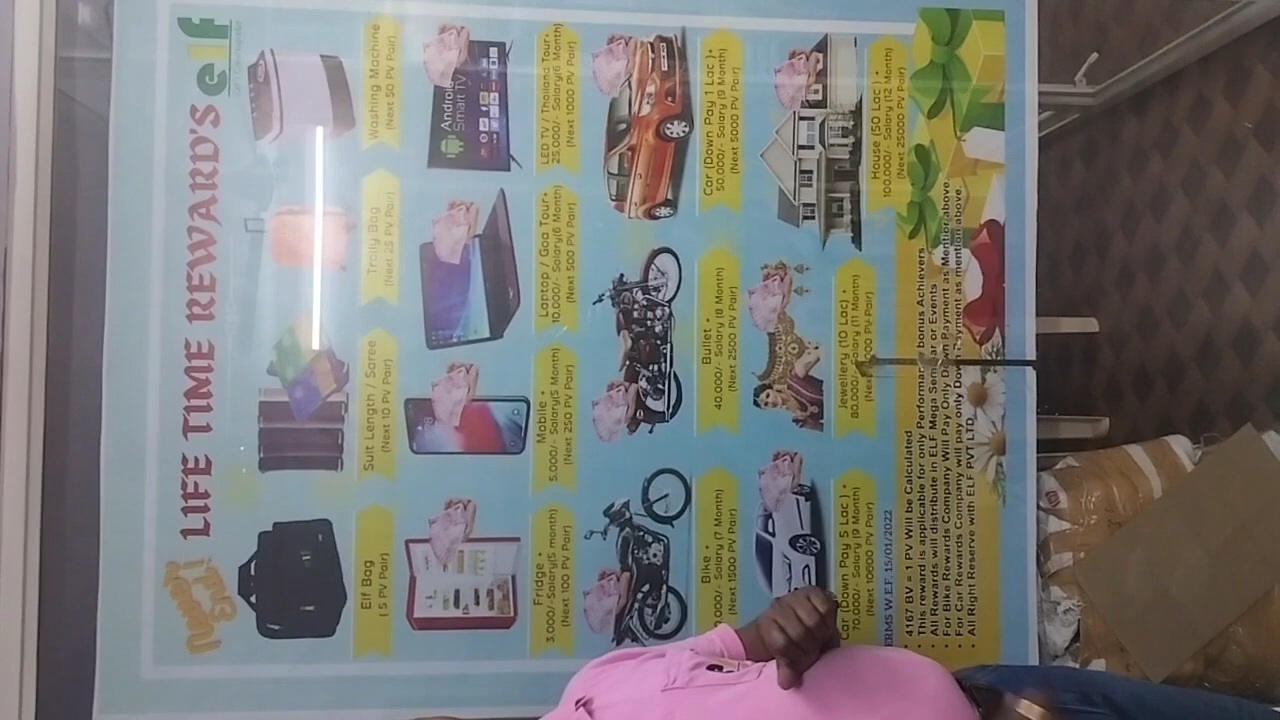 LIFE TIME REWARD'S elf
Elf Bag
(5 PV Pair)
Suit Length / Saree
(Next 10 PV Pair)
Trolly Bag
(Next 25 PV Pair)
Washing Machine
(Next 50 PV Pair)
Android
Smart TV
Fridge +
3,000/-Salary(5 month)
(Next 100 PV Pair)
Mobile +
5,000/- Salary(5 Month)
(Next 250 PV Pair)
Laptop / Goa Tour+
10,000/- Salary(6 Month)
(Next 500 PV Pair)
LED TV / Thailand Tour+
25,000/- Salary(6 Month)
(Next 1000 PV Pair)
Bike +
Salary (7 Month)
(Next 1500 PV Pair)
Bullet +
40,000/- Salary (8 Month)
(Next 2500 PV Pair)
Car (Down Pay 1 Lac )+
50,000/- Salary (9 Month)
(Next 5000 PV Pair)
Car (Down Pay 5 Lac ) +
70,000/- Salary (9 Month)
(Next 10000 PV Pair)
Jewellery (10 Lac) +
80,000/- Salary (11 Month)
PV Pair)
House (50 Lac ) +
100,000/- Salary (12 Month)
(Next 25000 PV Pair)
W.E.F. 15/01/2022
• 4167 BV = 1 PV Will be Calculated
• This reward is applicable for only bonus Achievers
• All Rewards will distribute in ELF Mega Seminar or Events
• For Bike Rewards Company Will Pay Only Down Payment as Mention above.
• For Car Rewards Company will pay only Down Payment as mention above.
• All Right Reserve with ELF PVT LTD